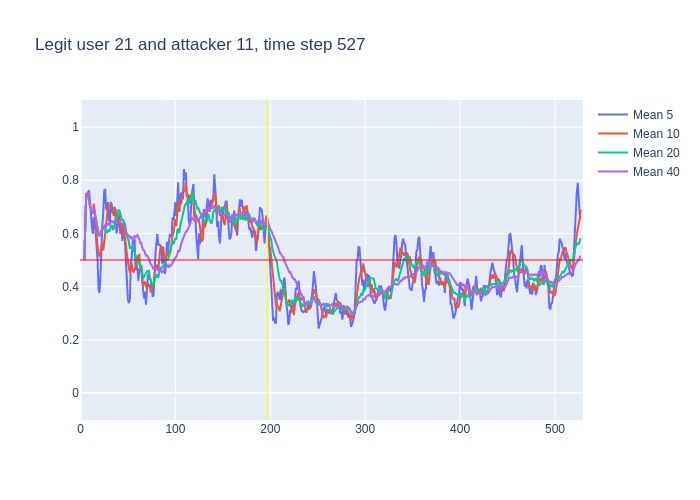 Legit user 21 and attacker 11, time step 527
Mean 5
Mean 10
Mean 20
Mean 40
1
0.8
0.6
0.4
0.2
0
0 100 200 300 400 500